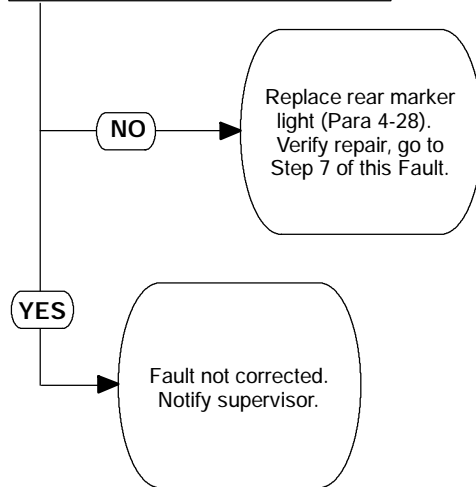 NO
Replace rear marker
light (Para 4-28).
Verify repair, go to
Step 7 of this Fault.
YES
Fault not corrected.
Notify supervisor.